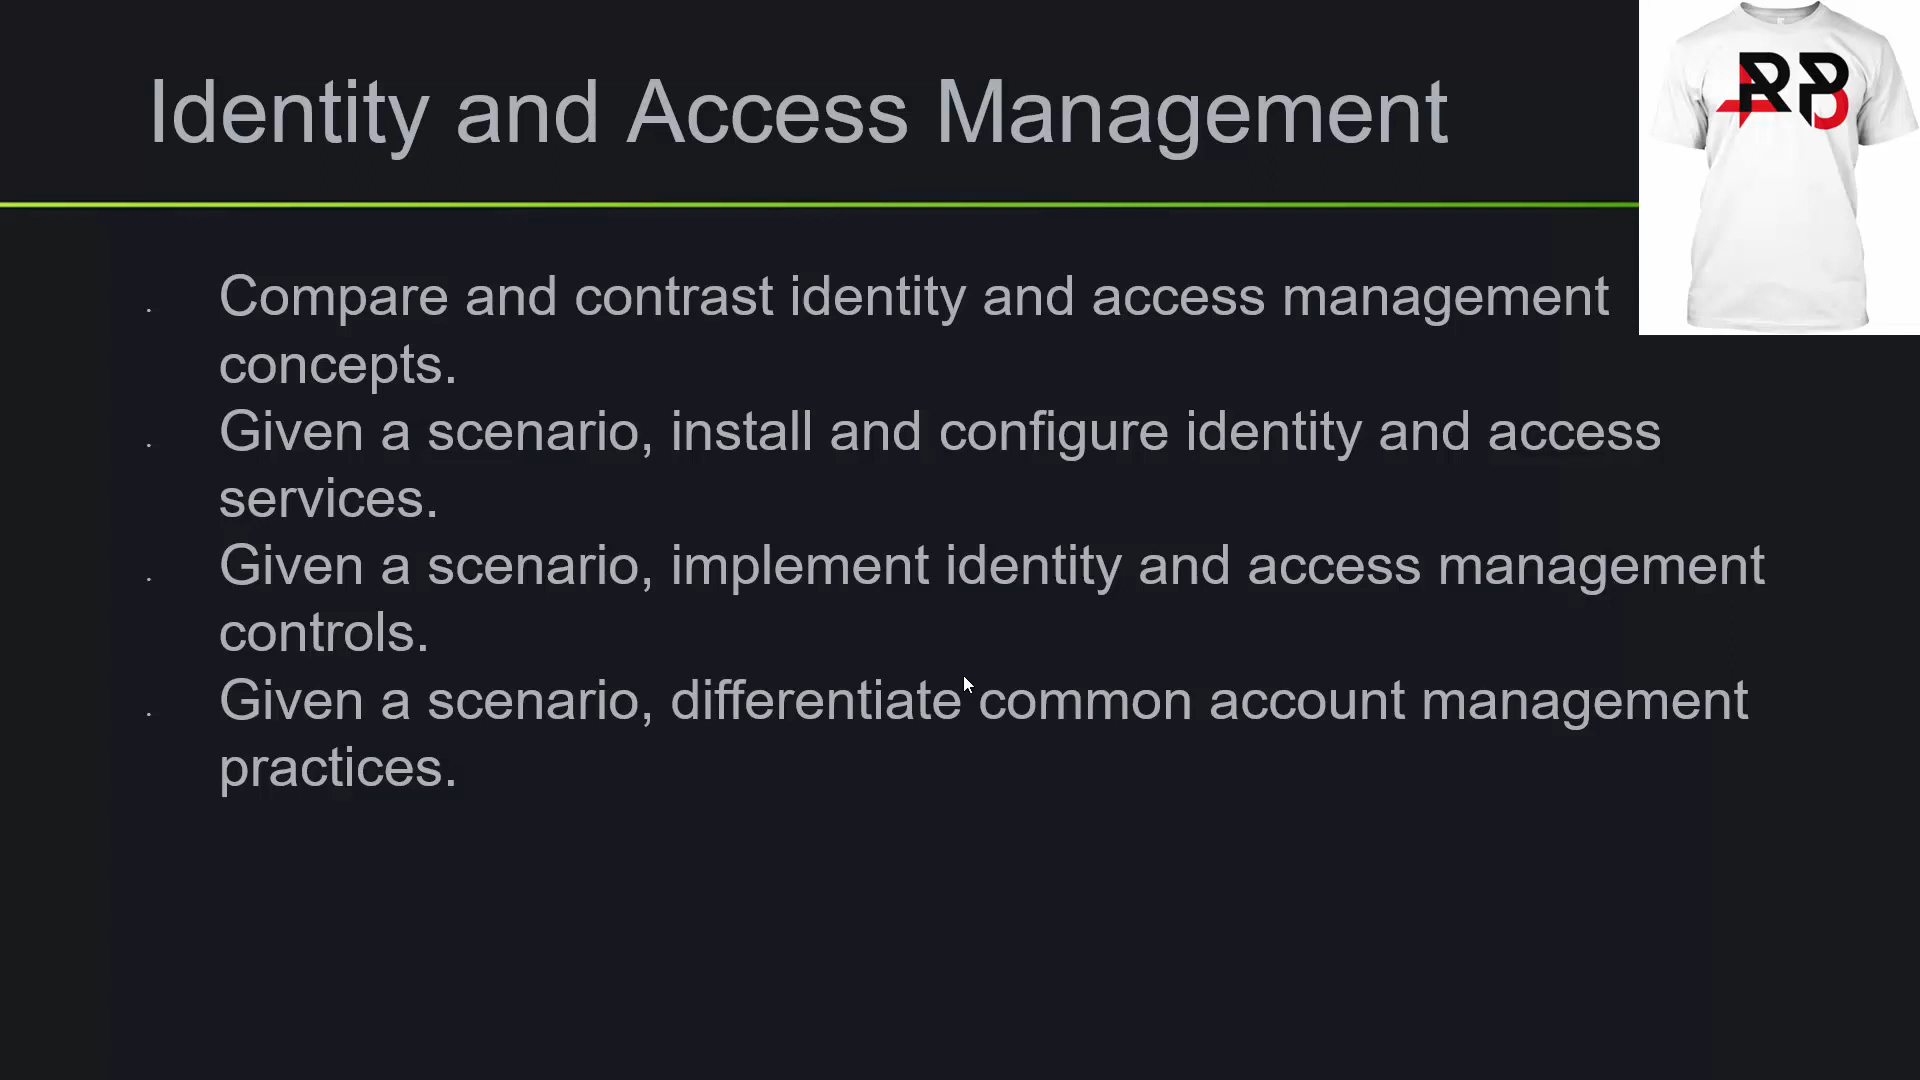 Identity and Access Management
RB
Compare and contrast identity and access management
concepts.
Given a scenario, install and configure identity and access
services.
Given a scenario, implement identity and access management
controls.
Given a scenario, differentiate common account management
practices.